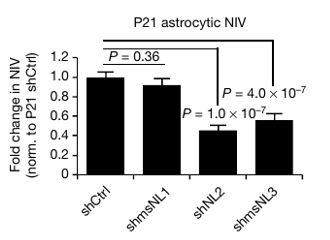 P21 astrocytic NIV
Fold change in NIV
(norm. to P21 shCtrl)
1.2
1.0
0.8
0.6
0.4
0.2
0
P = 0.36
P = 1.0 × 10⁻⁷
P = 4.0 × 10⁻⁷
shCtrl
shmsNL1
shNL2
shmsNL3